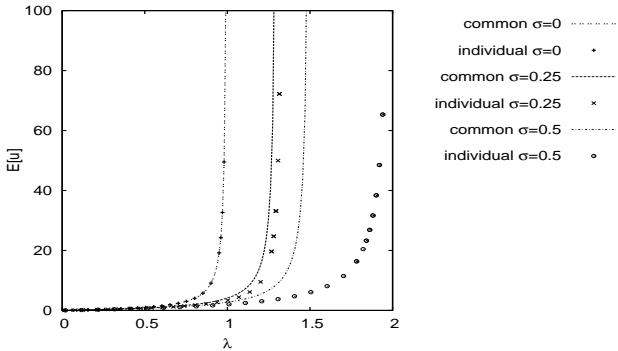 E[u]
100
80
60
40
20
0
0
0.5
1
1.5
2
λ
common σ=0
individual σ=0
common σ=0.25
individual σ=0.25
common σ=0.5
individual σ=0.5